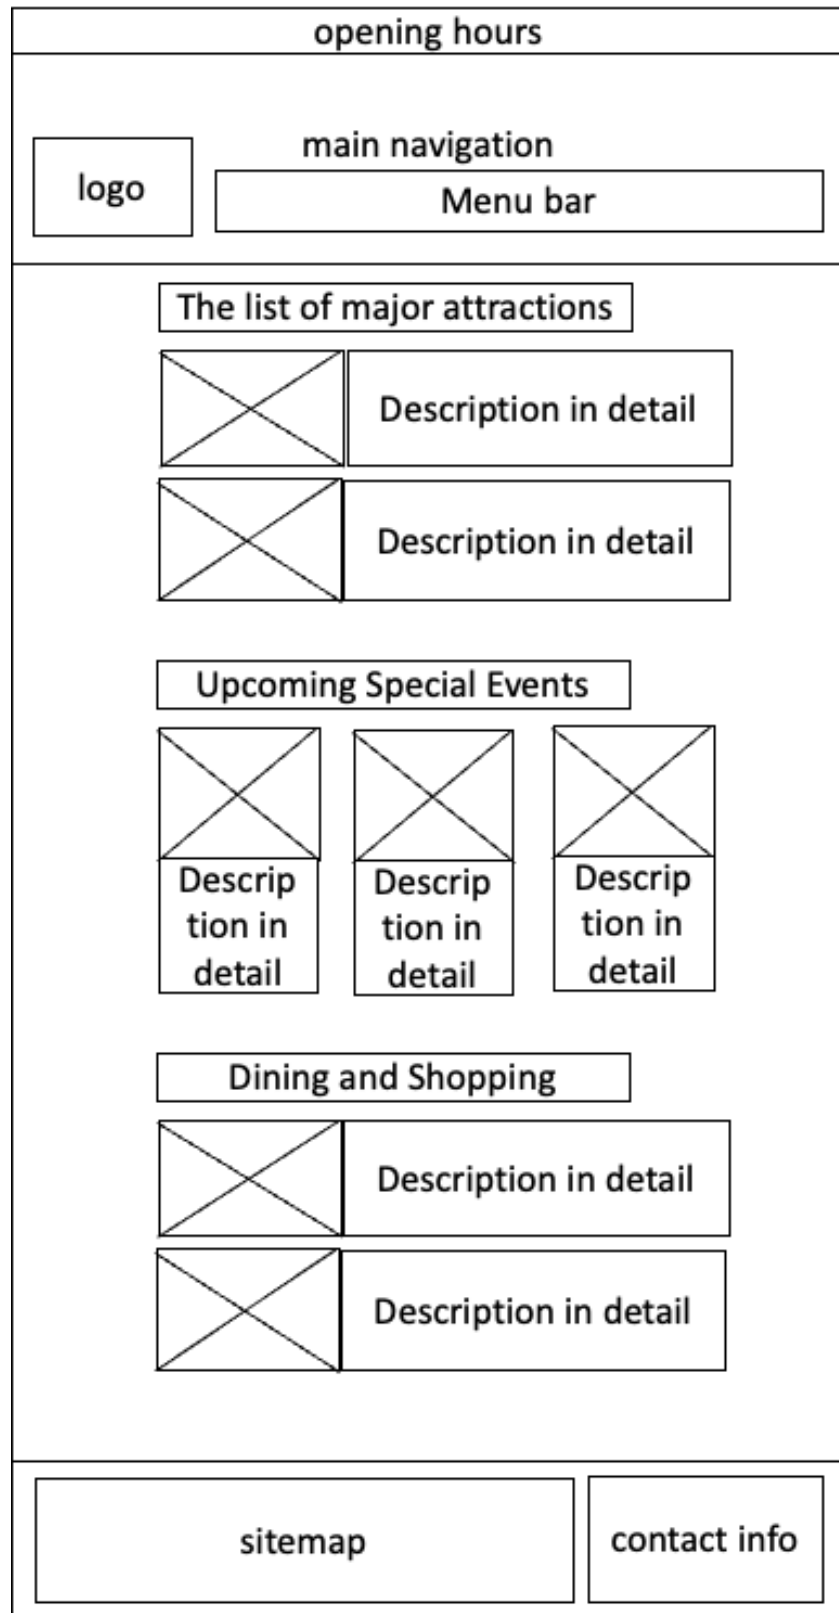 opening hours
main navigation
logo
Menu bar
The list of major attractions
Description in detail
Description in detail
Upcoming Special Events
Descrip
tion in
detail
Descrip
tion in
detail
Descrip
tion in
detail
Dining and Shopping
Description in detail
Description in detail
sitemap
contact info